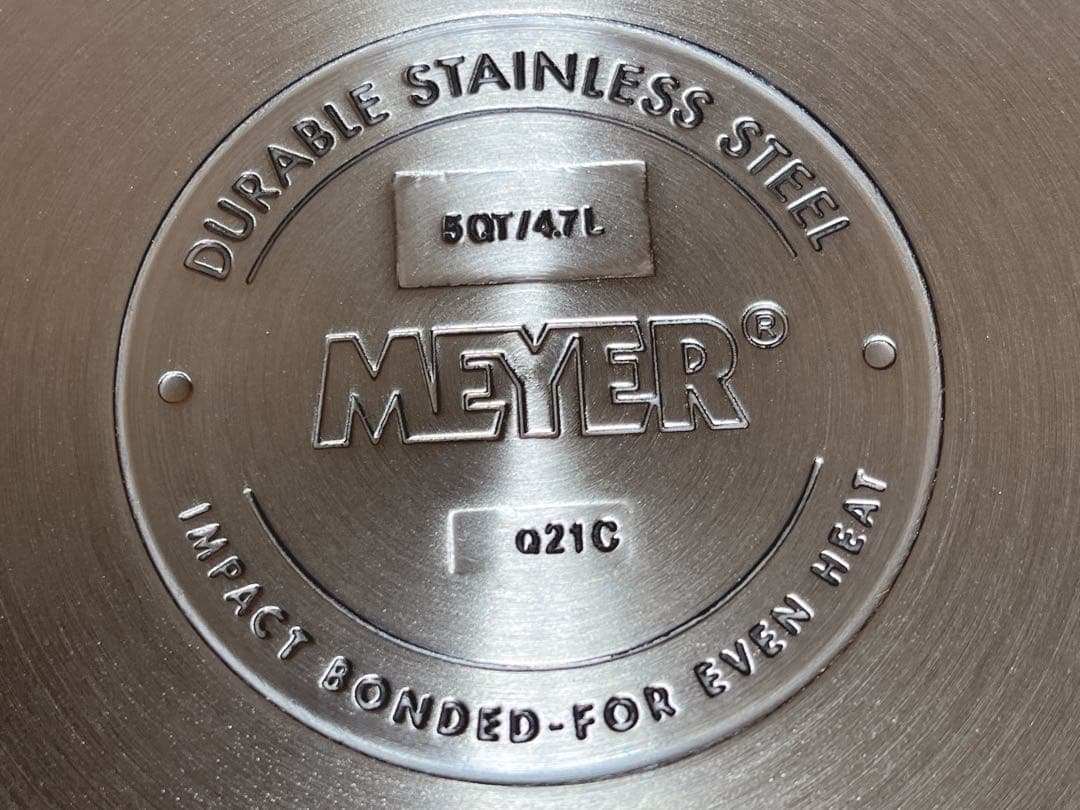 DURABLE STAINLESS STEEL
5QT/4.7L
MEYER®
Q21C
IMPACT BONDED-FOR EVEN HEAT